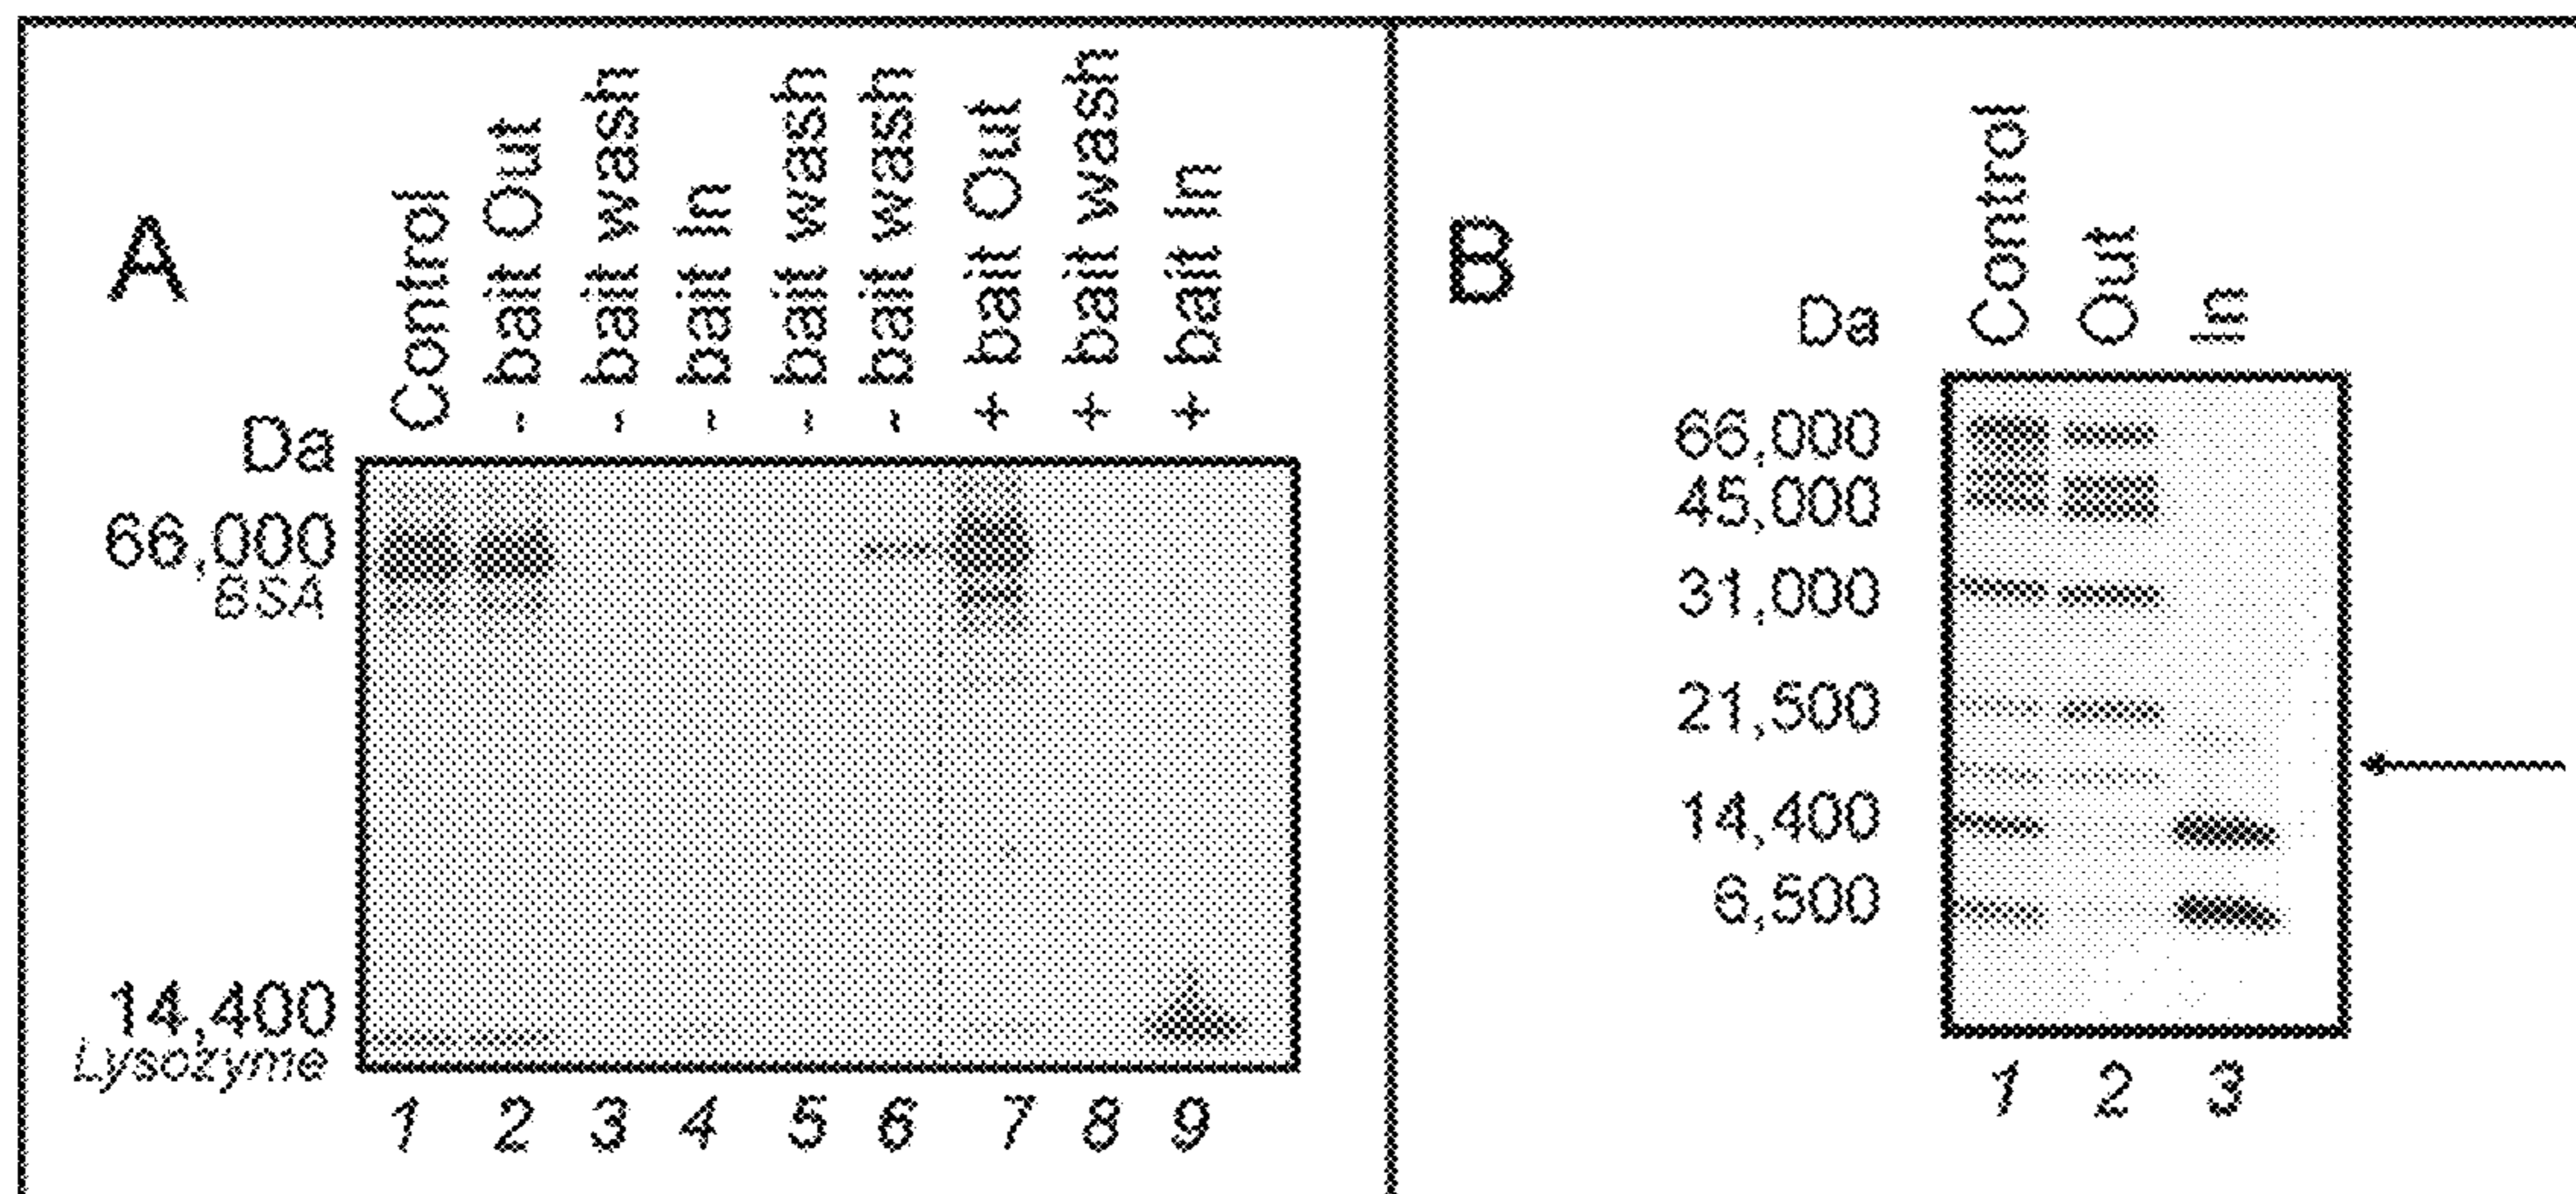 A
Control
- bait Out
- bait wash
- bait In
- bait wash
- bait wash
+ bait Out
+ bait wash
+ bait In
Da
66,000
BSA
14,400
Lysozyme
1 2 3 4 5 6 7 8 9
B
Da
Control
Out
In
66,000
45,000
31,000
21,500
14,400
6,500
1 2 3